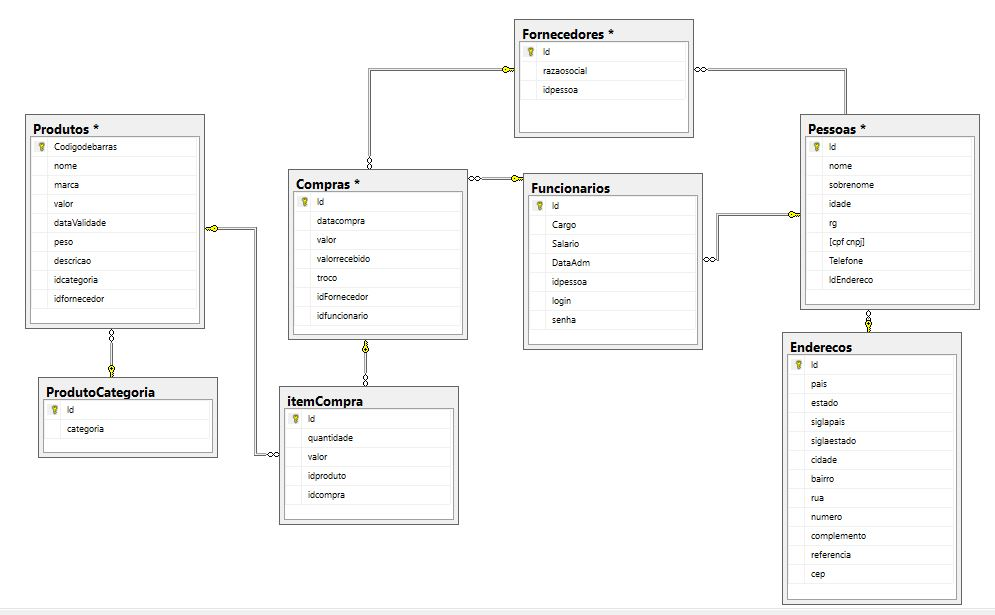 Fornecedores *
Id
razaosocial
idpessoa
Produtos *
Codigodebarras
nome
marca
valor
dataValidade
peso
descricao
idcategoria
idfornecedor
Compras *
Id
datacompra
valor
valorrecebido
troco
idFornecedor
idfuncionario
Funcionarios
Id
Cargo
Salario
DataAdm
idpessoa
login
senha
Pessoas *
Id
nome
sobrenome
idade
rg
[cpf cnpj]
Telefone
IdEndereco
ProdutoCategoria
Id
categoria
itemCompra
Id
quantidade
valor
idproduto
idcompra
Enderecos
Id
pais
estado
siglapais
siglaestado
cidade
bairro
rua
numero
complemento
referencia
cep